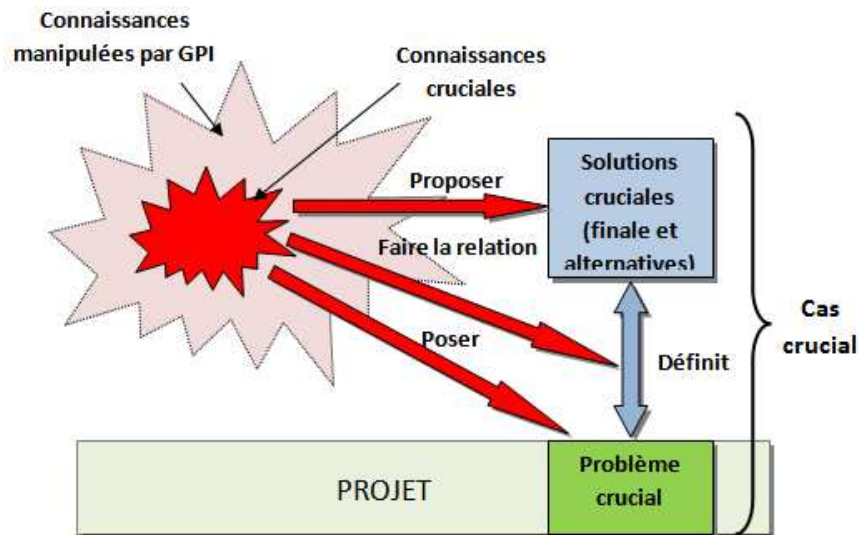 Connaissances
manipulées par GPI
Connaissances
cruciales
Proposer
Solutions
cruciales
(finale et
alternatives)
Faire la relation
Cas
crucial
Poser
Définit
Problème
crucial
PROJET